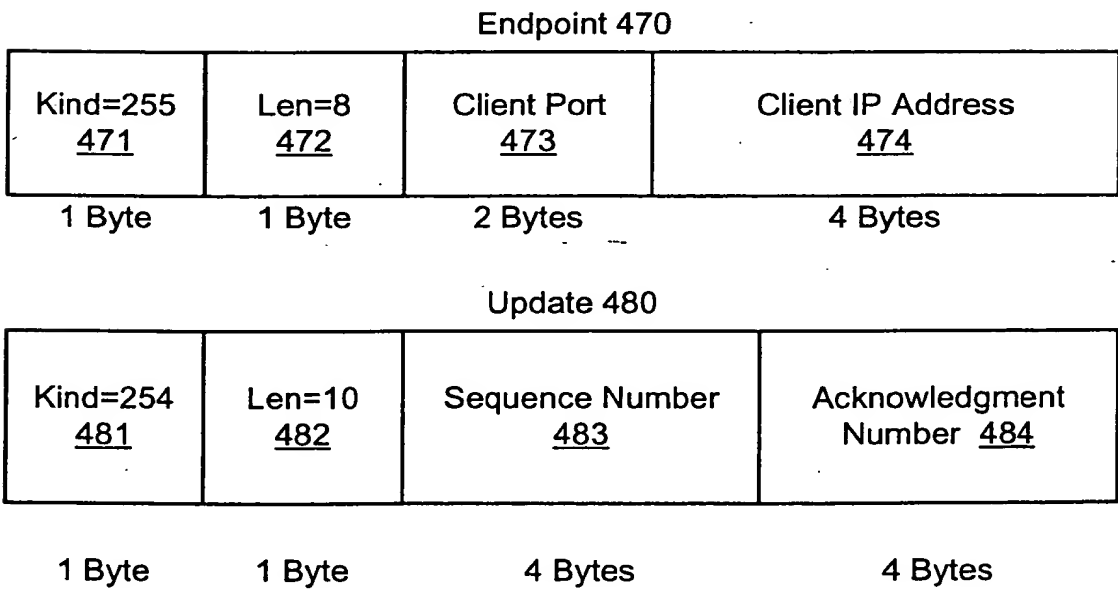 Endpoint 470
Kind=255 Len=8 Client Port Client IP Address
471 472 473 474
1 Byte 1 Byte 2 Bytes 4 Bytes
Update 480
Kind=254 Len=10 Sequence Number Acknowledgment
481 482 483 Number 484
1 Byte 1 Byte 4 Bytes 4 Bytes